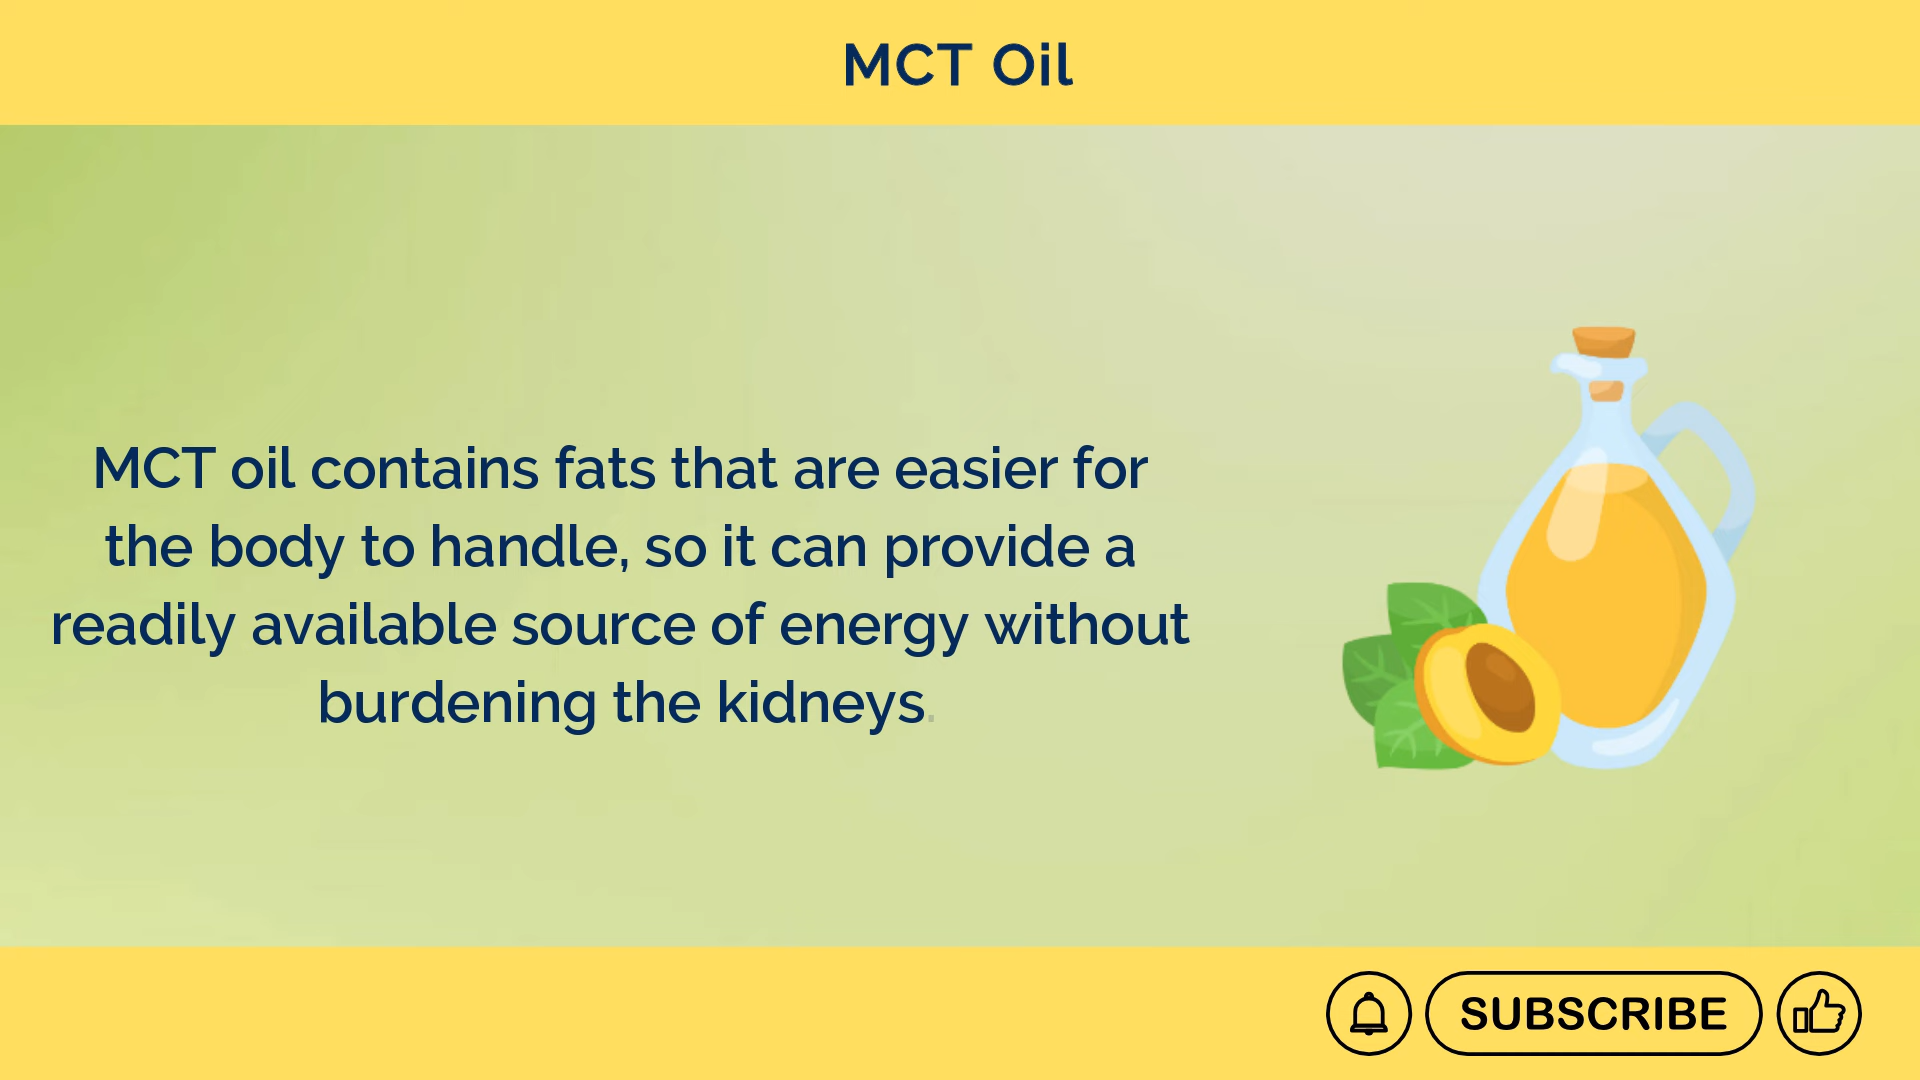 MCT Oil
MCT oil contains fats that are easier for
the body to handle, so it can provide a
readily available source of energy without
burdening the kidneys.
SUBSCRIBE